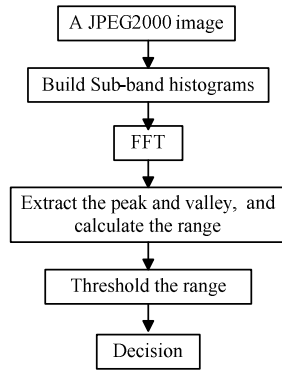 A JPEG2000 image
Build Sub-band histograms
FFT
Extract the peak and valley, and
calculate the range
Threshold the range
Decision